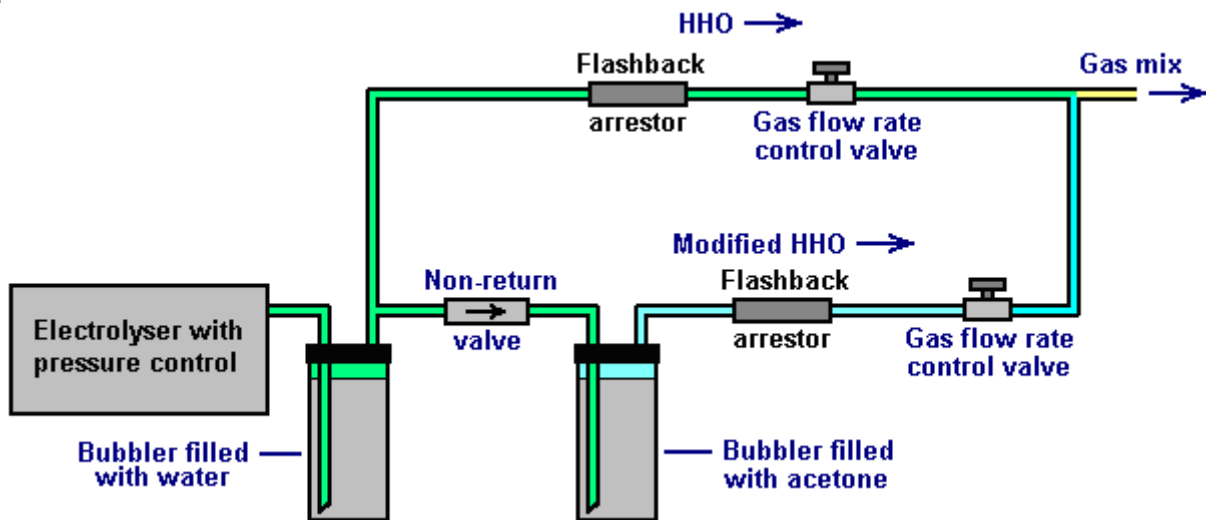 HHO
Flashback
arrestor
Gas flow rate
control valve
Gas mix
Modified HHO
Flashback
arrestor
Gas flow rate
control valve
Non-return
valve
Electrolyser with
pressure control
Bubbler filled
with water
Bubbler filled
with acetone